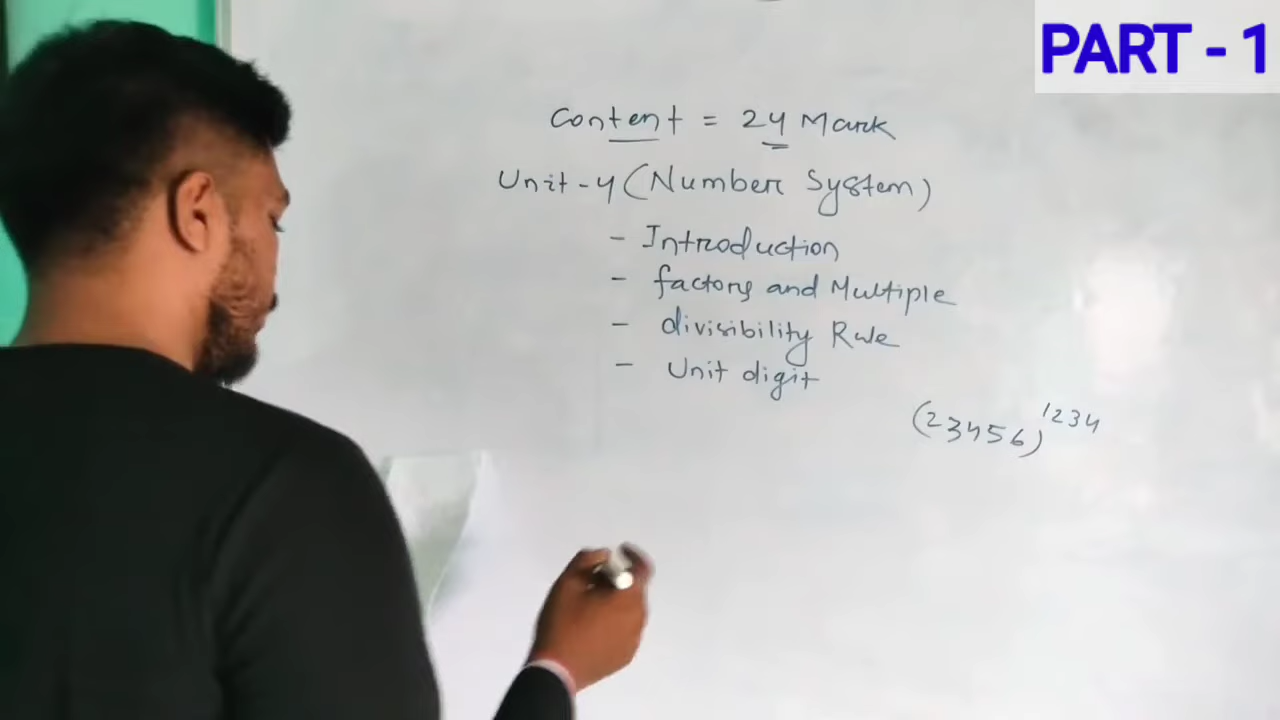 PART - 1
Content = 24 Mark
Unit - 4 (Number System)
- Introduction
- factors and Multiple
- divisibility Rule
- Unit digit
(23456)^1234